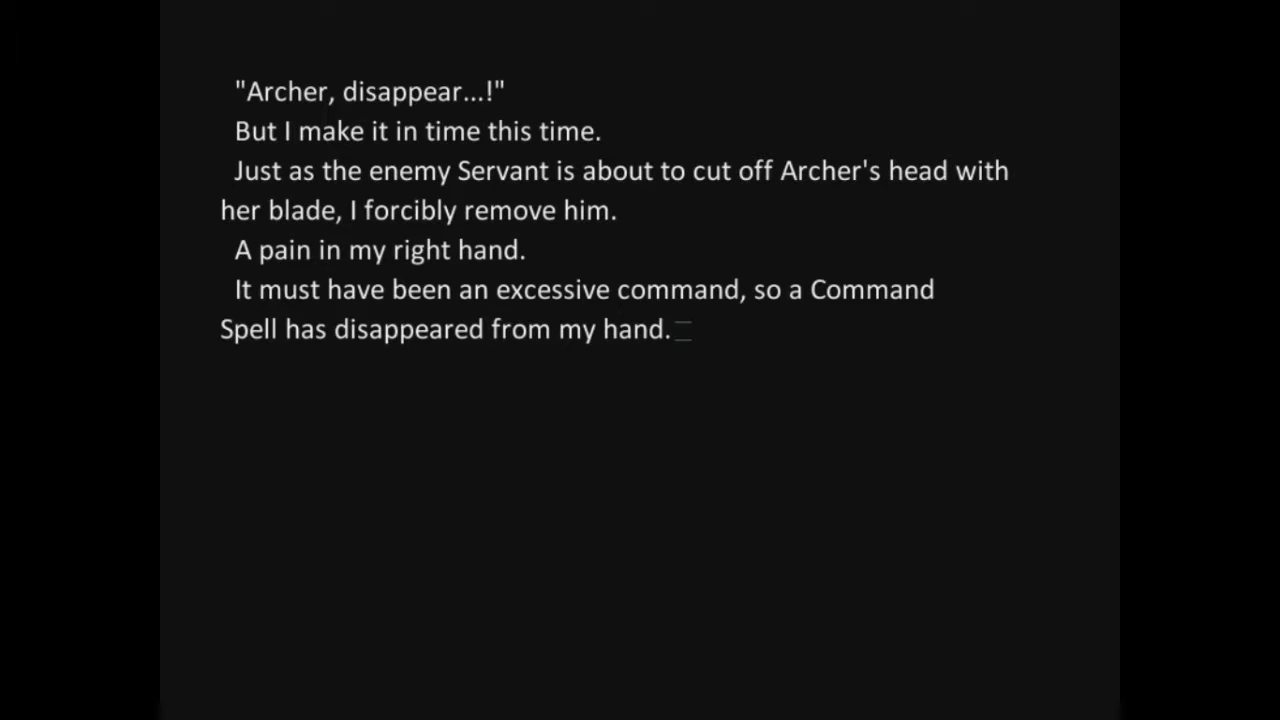 "Archer, disappear...!"
But I make it in time this time.
Just as the enemy Servant is about to cut off Archer's head with
her blade, I forcibly remove him.
A pain in my right hand.
It must have been an excessive command, so a Command
Spell has disappeared from my hand.